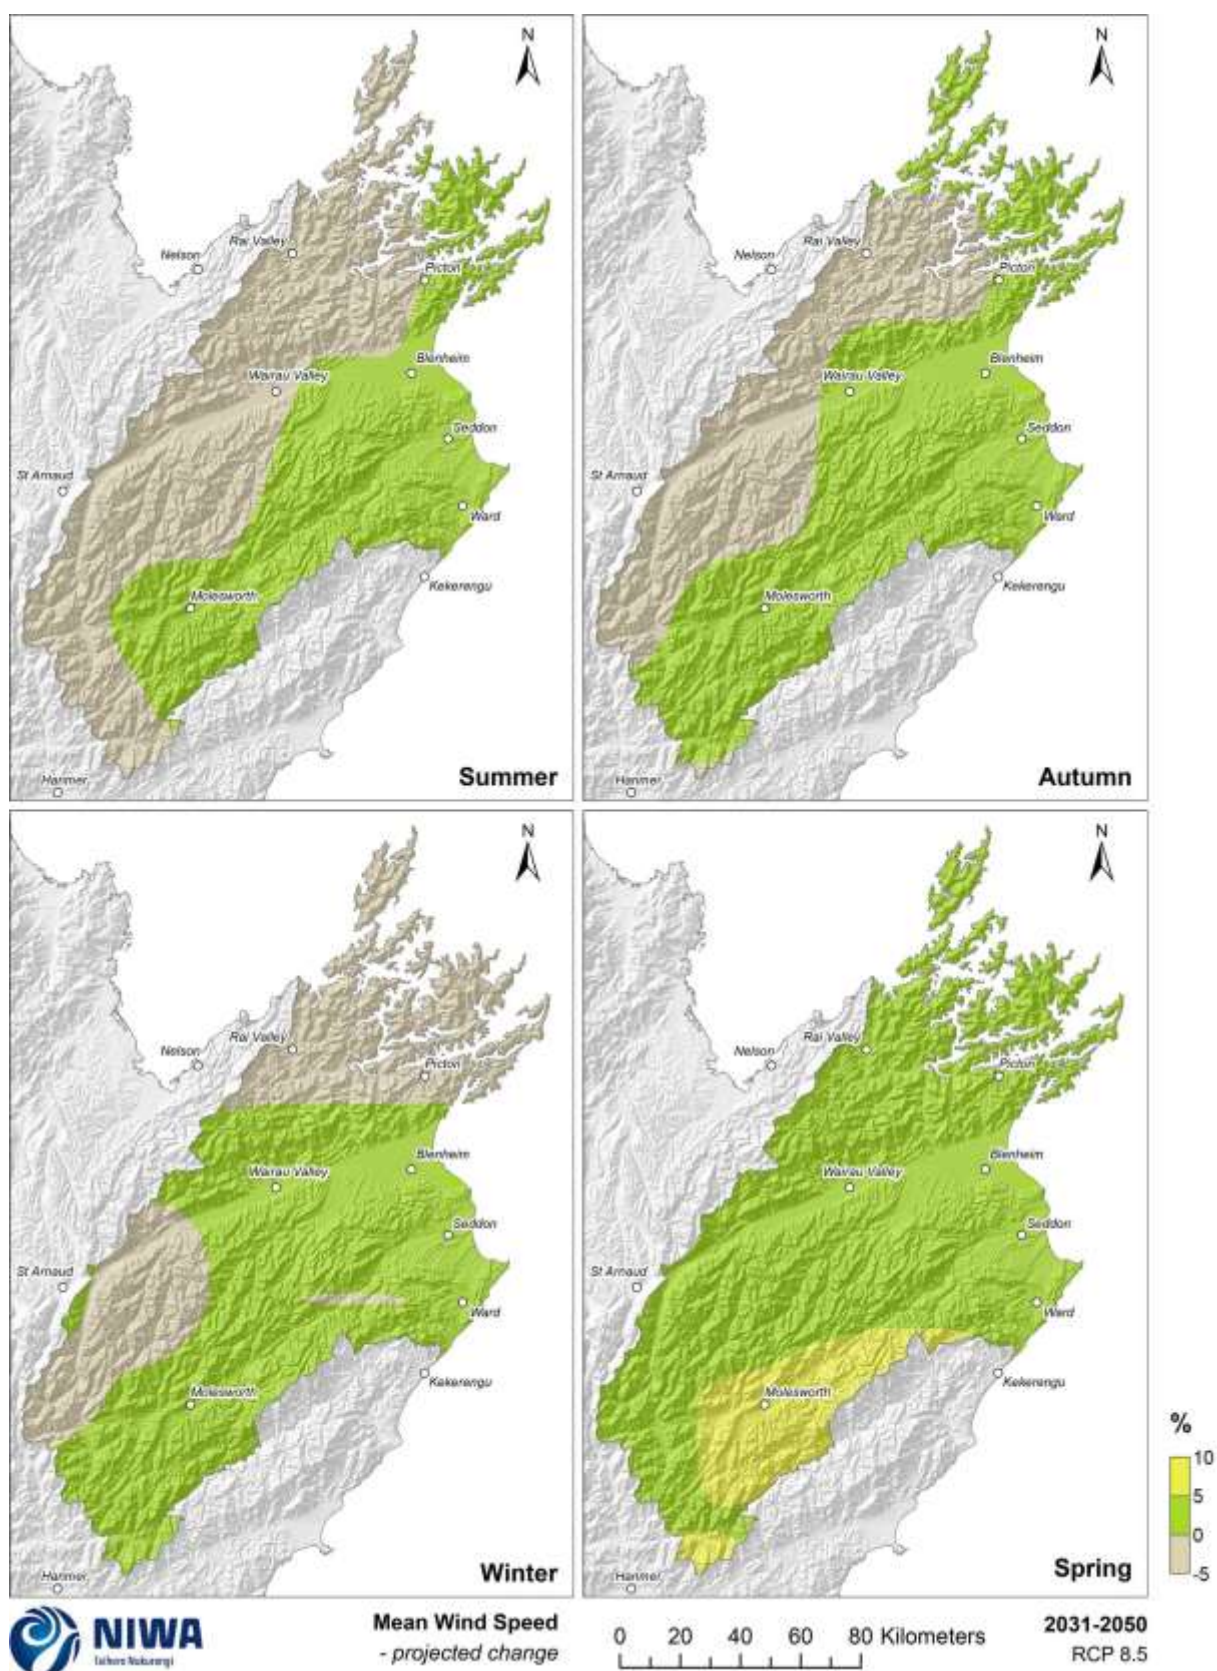 N
Rai Valley
Nelson
Picton
Blenheim
Wairau Valley
Seddon
St Arnaud
Ward
Kekerengu
Molesworth
Hanmer
Summer
N
Rai Valley
Nelson
Picton
Blenheim
Wairau Valley
Seddon
St Arnaud
Ward
Kekerengu
Molesworth
Hanmer
Autumn
N
Rai Valley
Nelson
Picton
Blenheim
Wairau Valley
Seddon
St Arnaud
Ward
Kekerengu
Molesworth
Hanmer
Winter
N
Rai Valley
Nelson
Picton
Blenheim
Wairau Valley
Seddon
St Arnaud
Ward
Kekerengu
Molesworth
Hanmer
Spring
%
10
5
0
-5
NIWA
Taihoro Nukurangi
Mean Wind Speed
- projected change
0 20 40 60 80 Kilometers
2031-2050
RCP 8.5